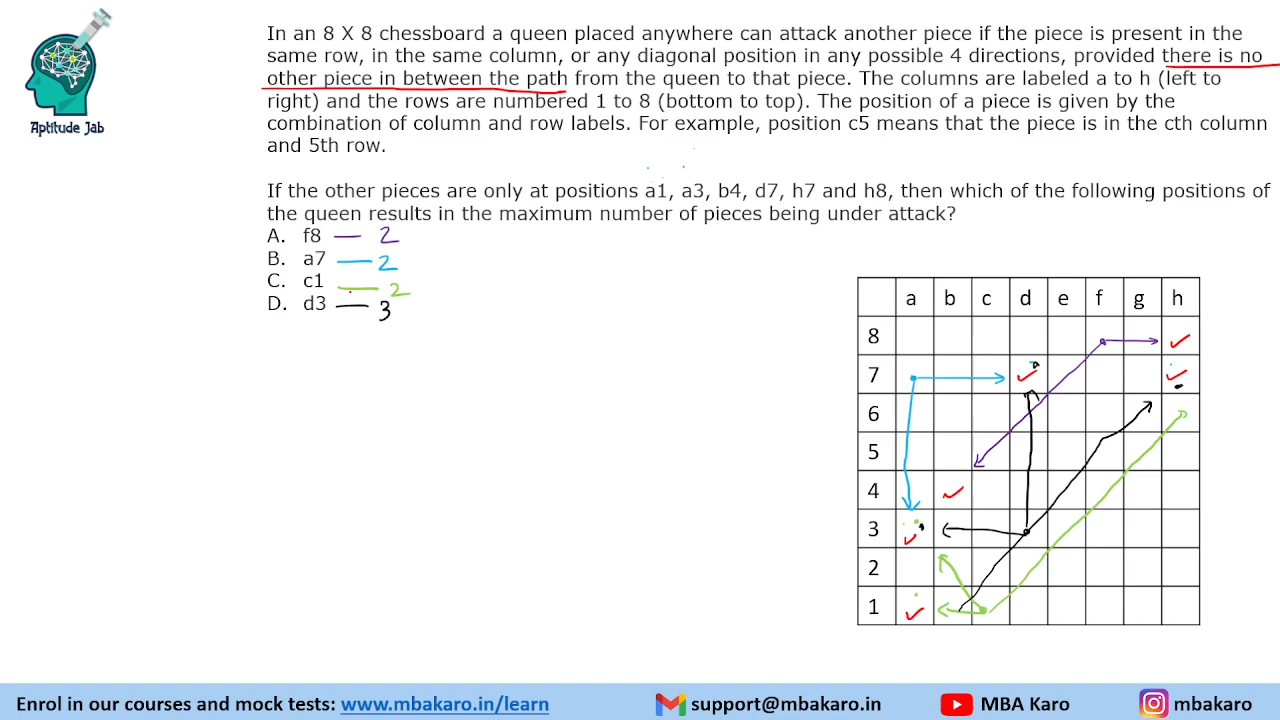 In an 8 X 8 chessboard a queen placed anywhere can attack another piece if the piece is present in the
same row, in the same column, or any diagonal position in any possible 4 directions, provided there is no
other piece in between the path from the queen to that piece. The columns are labeled a to h (left to
right) and the rows are numbered 1 to 8 (bottom to top). The position of a piece is given by the
combination of column and row labels. For example, position c5 means that the piece is in the cth column
and 5th row.
Aptitude Jab
If the other pieces are only at positions a1, a3, b4, d7, h7 and h8, then which of the following positions of
the queen results in the maximum number of pieces being under attack?
A. f8 — 2
B. a7 — 2
C. c1 — 2
D. d3 — 3
a b c d e f g h
8
7
6
5
4
3
2
1
Enrol in our courses and mock tests: www.mbakaro.in/learn support@mbakaro.in MBA Karo mbakaro